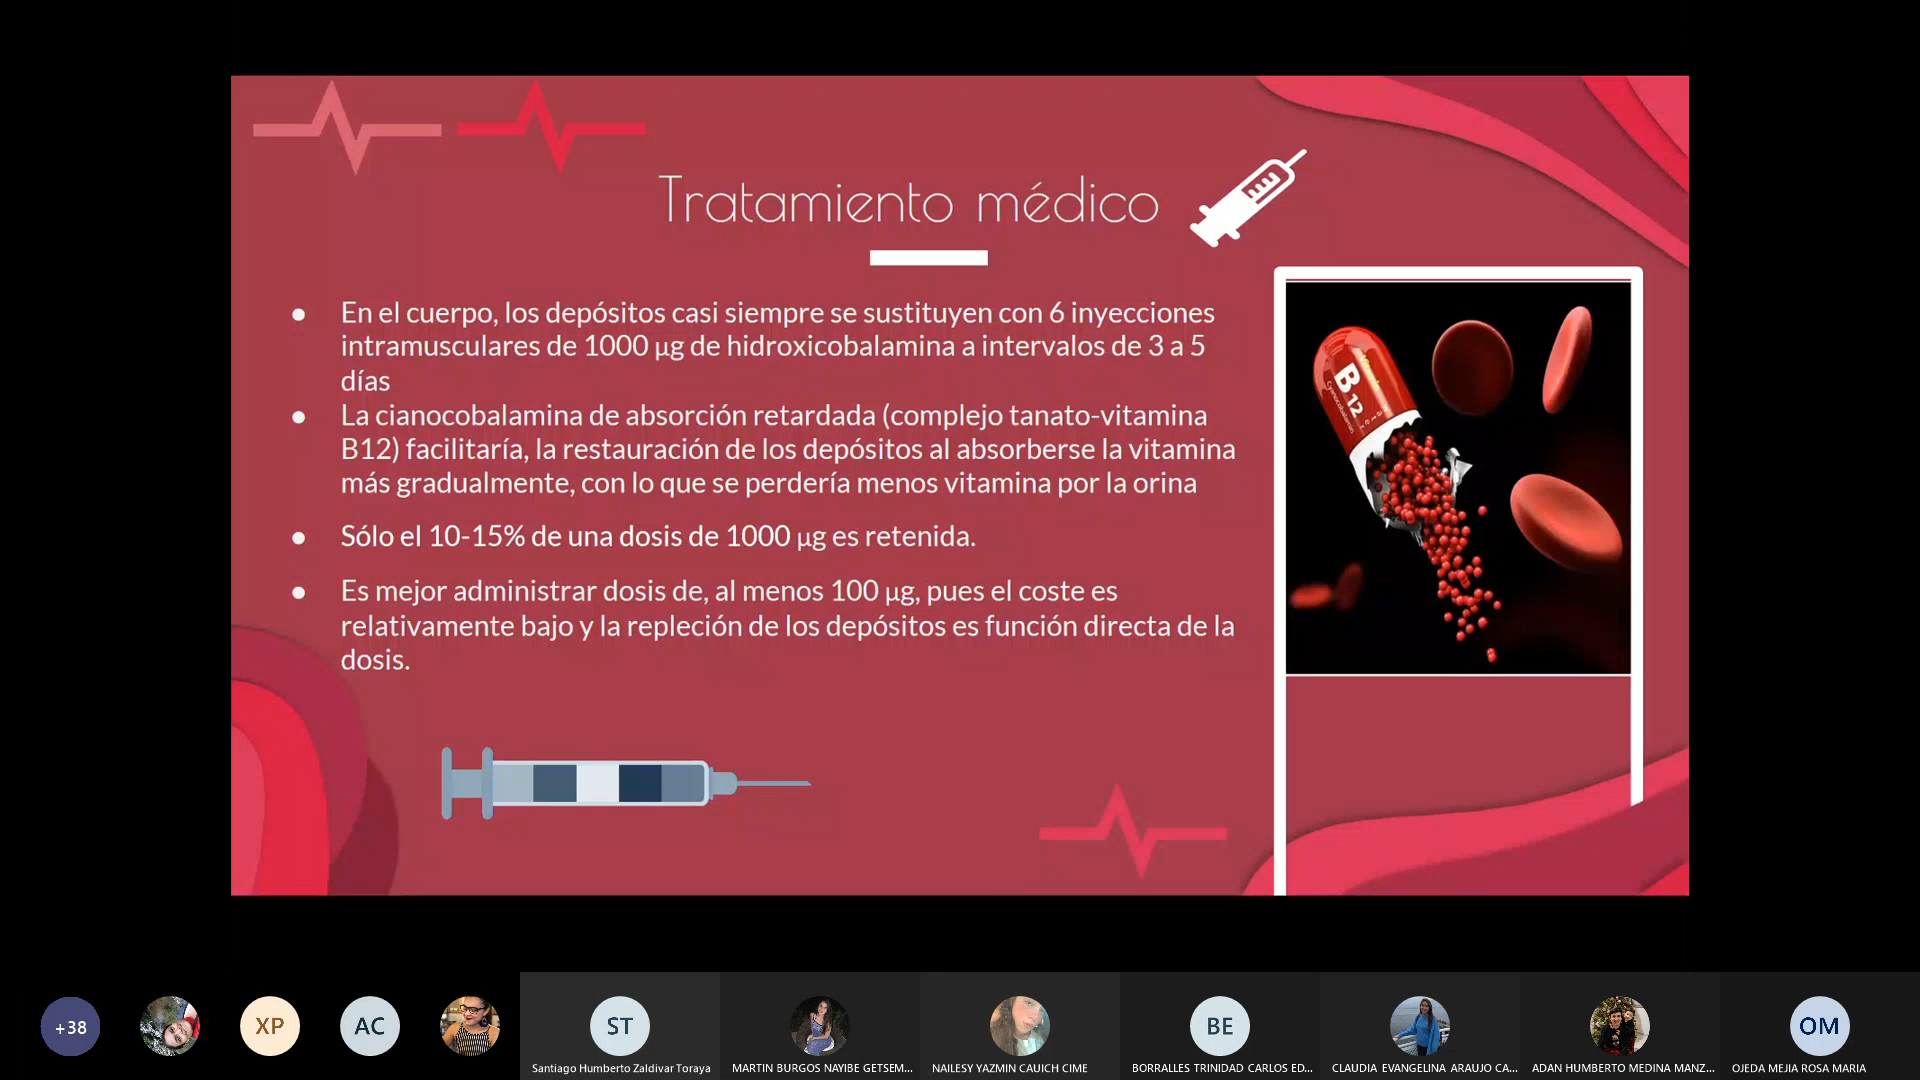 Tratamiento médico
● En el cuerpo, los depósitos casi siempre se sustituyen con 6 inyecciones
intramusculares de 1000 µg de hidroxicobalamina a intervalos de 3 a 5
días
● La cianocobalamina de absorción retardada (complejo tanato-vitamina
B12) facilitaría, la restauración de los depósitos al absorberse la vitamina
más gradualmente, con lo que se perdería menos vitamina por la orina
● Sólo el 10-15% de una dosis de 1000 µg es retenida.
● Es mejor administrar dosis de, al menos 100 µg, pues el coste es
relativamente bajo y la repleción de los depósitos es función directa de la
dosis.
B12
+38
XP
AC
ST
BE
OM
Santiago Humberto Zaldivar Toraya
MARTIN BURGOS NAYIBE GETSEM...
NAILESY YAZMIN CAUICH CIME
BORRALLES TRINIDAD CARLOS ED...
CLAUDIA EVANGELINA ARAUJO CA...
ADAN HUMBERTO MEDINA MANZ...
OJEDA MEJIA ROSA MARIA